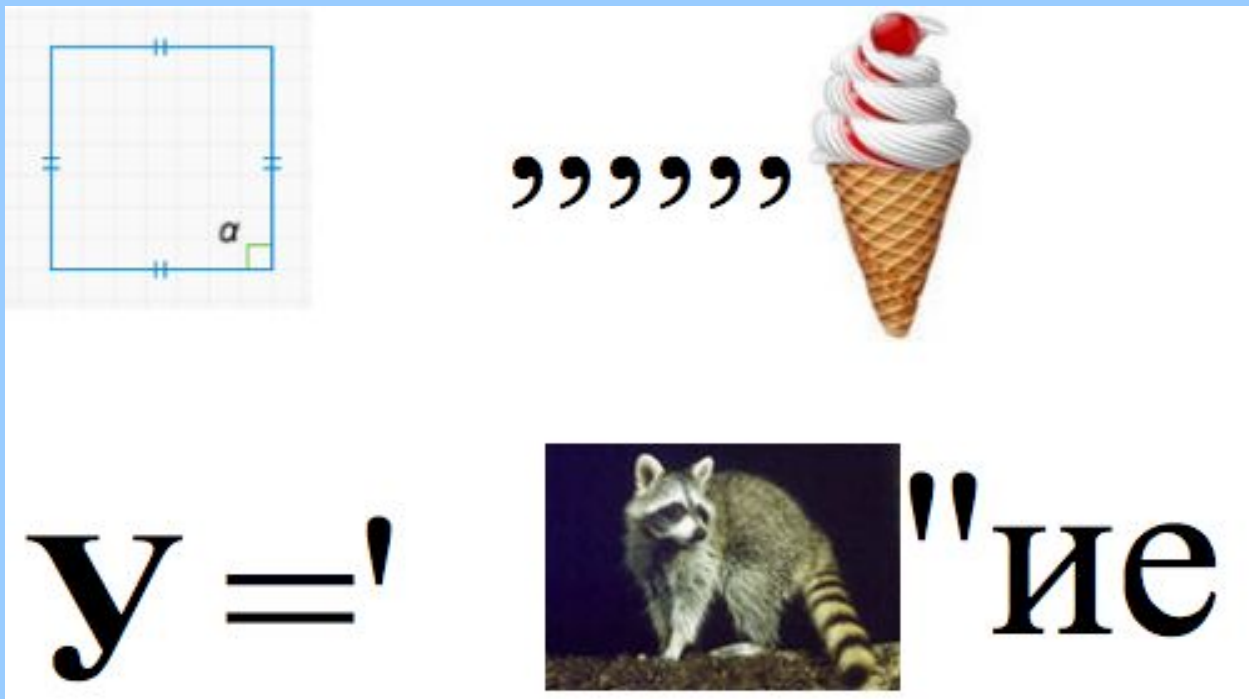 α
,,,,,,
у =' "ие